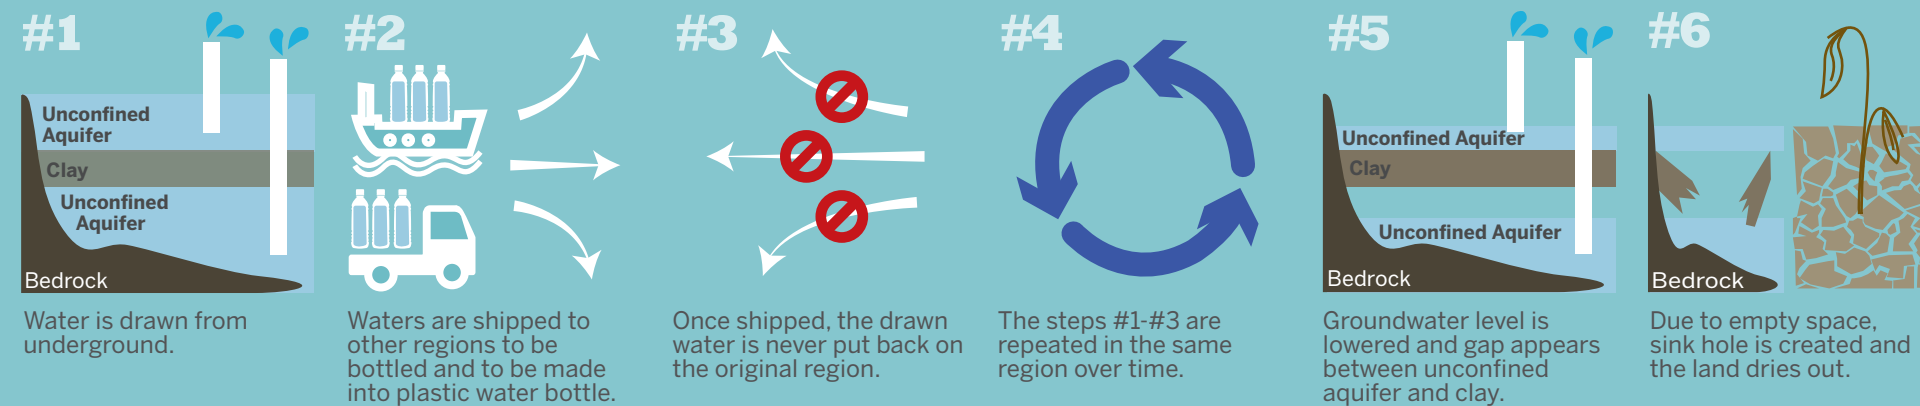 #1
Unconfined
Aquifer
Clay
Unconfined
Aquifer
Bedrock
Water is drawn from
underground.
#2
Waters are shipped to
other regions to be
bottled and to be made
into plastic water bottle.
#3
Once shipped, the drawn
water is never put back on
the original region.
#4
The steps #1-#3 are
repeated in the same
region over time.
#5
Unconfined Aquifer
Clay
Unconfined Aquifer
Bedrock
Groundwater level is
lowered and gap appears
between unconfined
aquifer and clay.
#6
Bedrock
Due to empty space,
sink hole is created and
the land dries out.